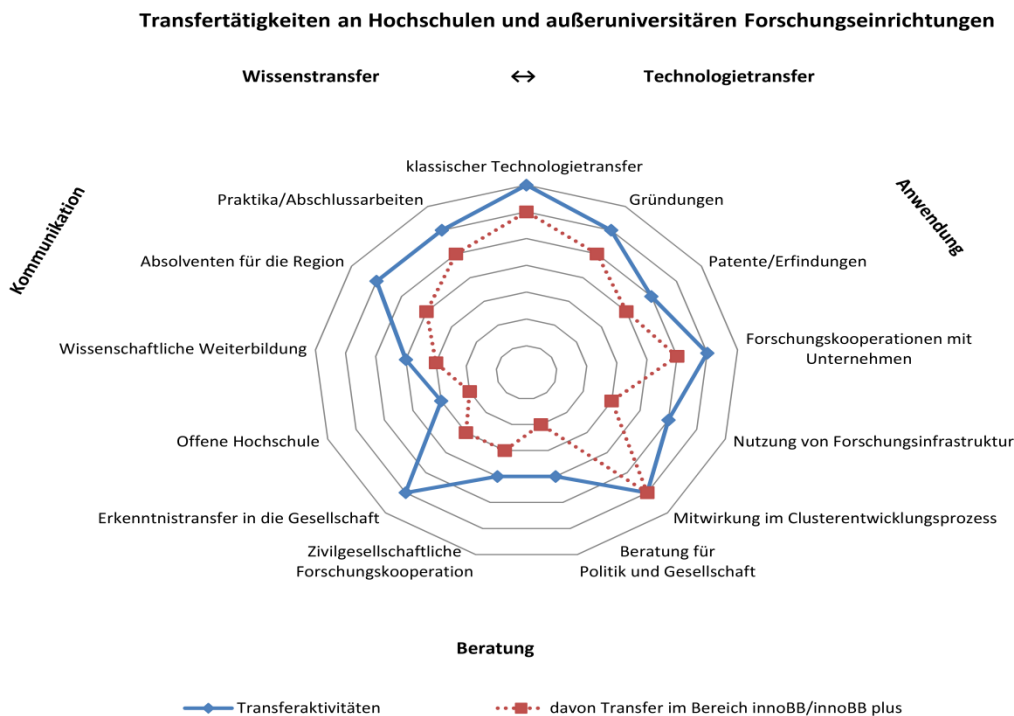 Transfertätigkeiten an Hochschulen und außeruniversitären Forschungseinrichtungen
Wissenstransfer ↔ Technologietransfer
Kommunikation
Anwendung
klassischer Technologietransfer
Gründungen
Patente/Erfindungen
Forschungskooperationen mit
Unternehmen
Nutzung von Forschungsinfrastruktur
Mitwirkung im Clusterentwicklungsprozess
Beratung für
Politik und Gesellschaft
Zivilgesellschaftliche
Forschungskooperation
Erkenntnistransfer in die Gesellschaft
Offene Hochschule
Wissenschaftliche Weiterbildung
Absolventen für die Region
Praktika/Abschlussarbeiten
Beratung
Transferaktivitäten
davon Transfer im Bereich innoBB/innoBB plus